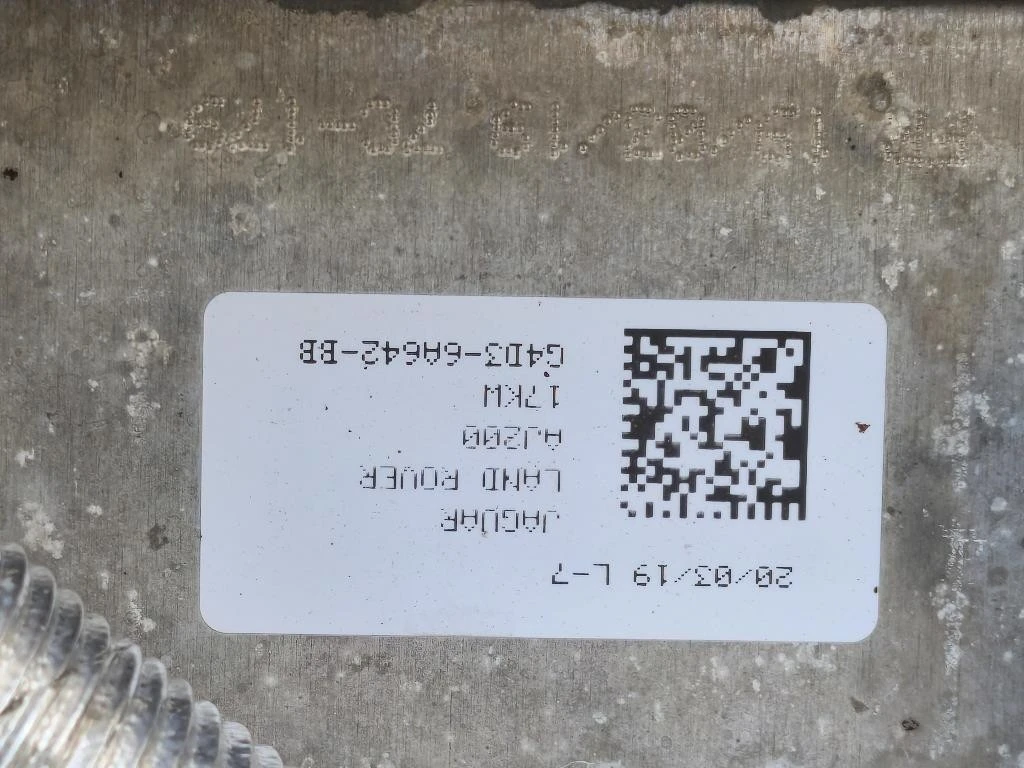 20/03/19 L-7
JAGUAR
LAND ROVER
AJ200
17KW
G4D3-6A642-BB